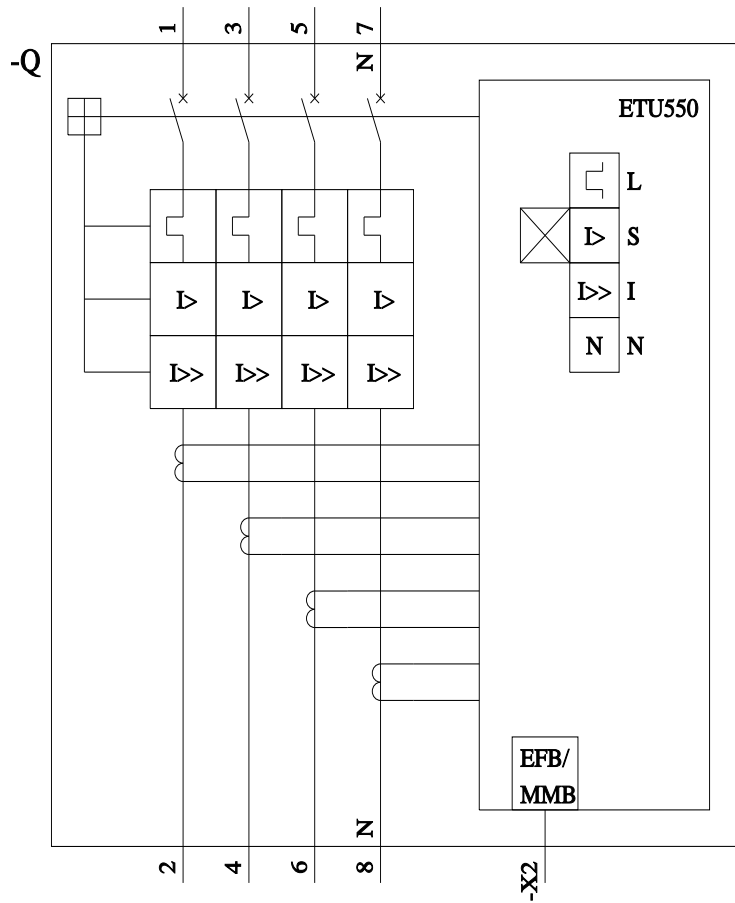 1 3 5 7
-Q N
ETU550
L
I> I> I> I> I> S
I>> I
I>> I>> I>> I>>
N N
EFB/
MMB
N
2 4 6 8 -X2